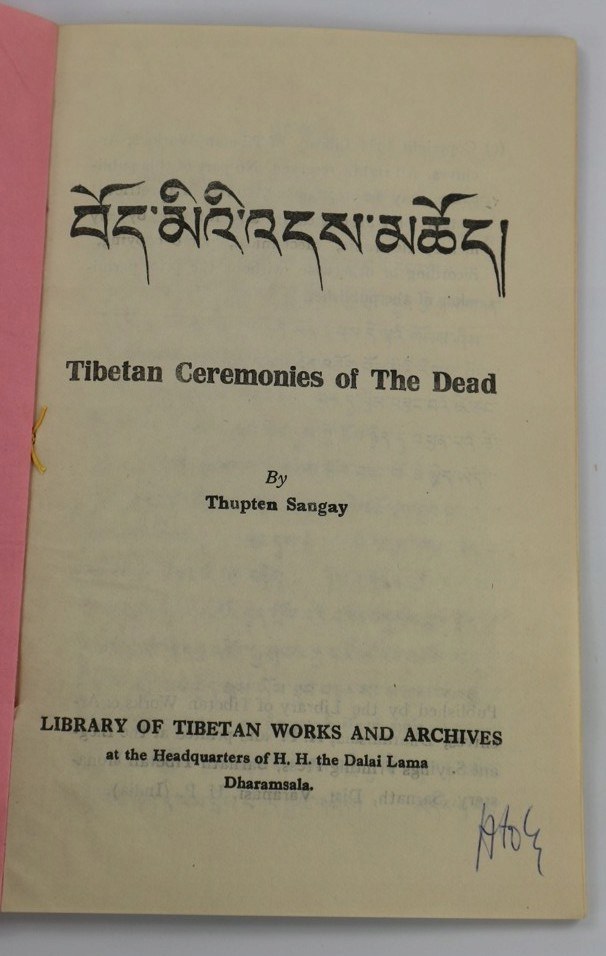 བོད་མིའི་འདས་མཆོད།
Tibetan Ceremonies of The Dead
By
Thupten Sangay
LIBRARY OF TIBETAN WORKS AND ARCHIVES
at the Headquarters of H. H. the Dalai Lama
Dharamsala.